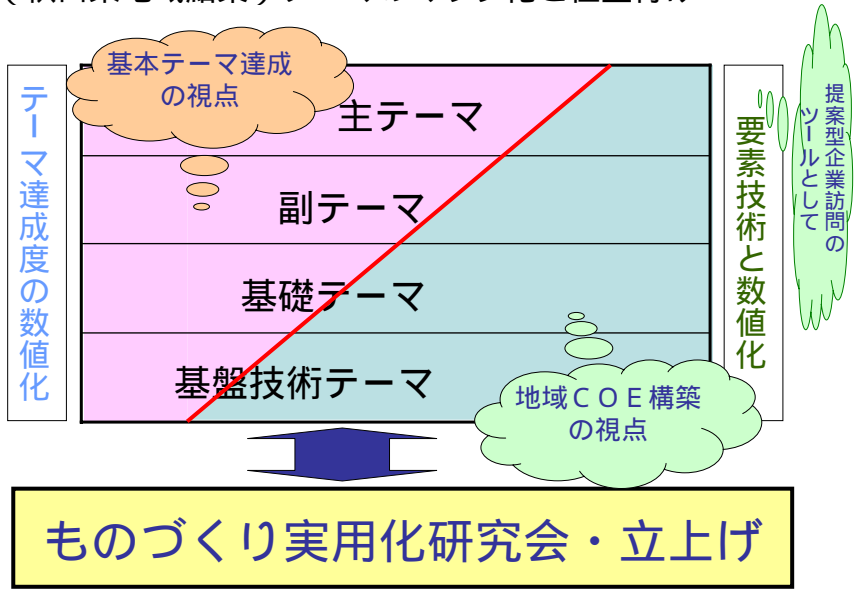 基本テーマ達成
の視点
主テーマ
副テーマ
基礎テーマ
基盤技術テーマ
テーマ達成度の数値化
要素技術と数値化
提案型企業訪問の
ツールとして
地域ＣＯＥ構築
の視点
ものづくり実用化研究会・立上げ